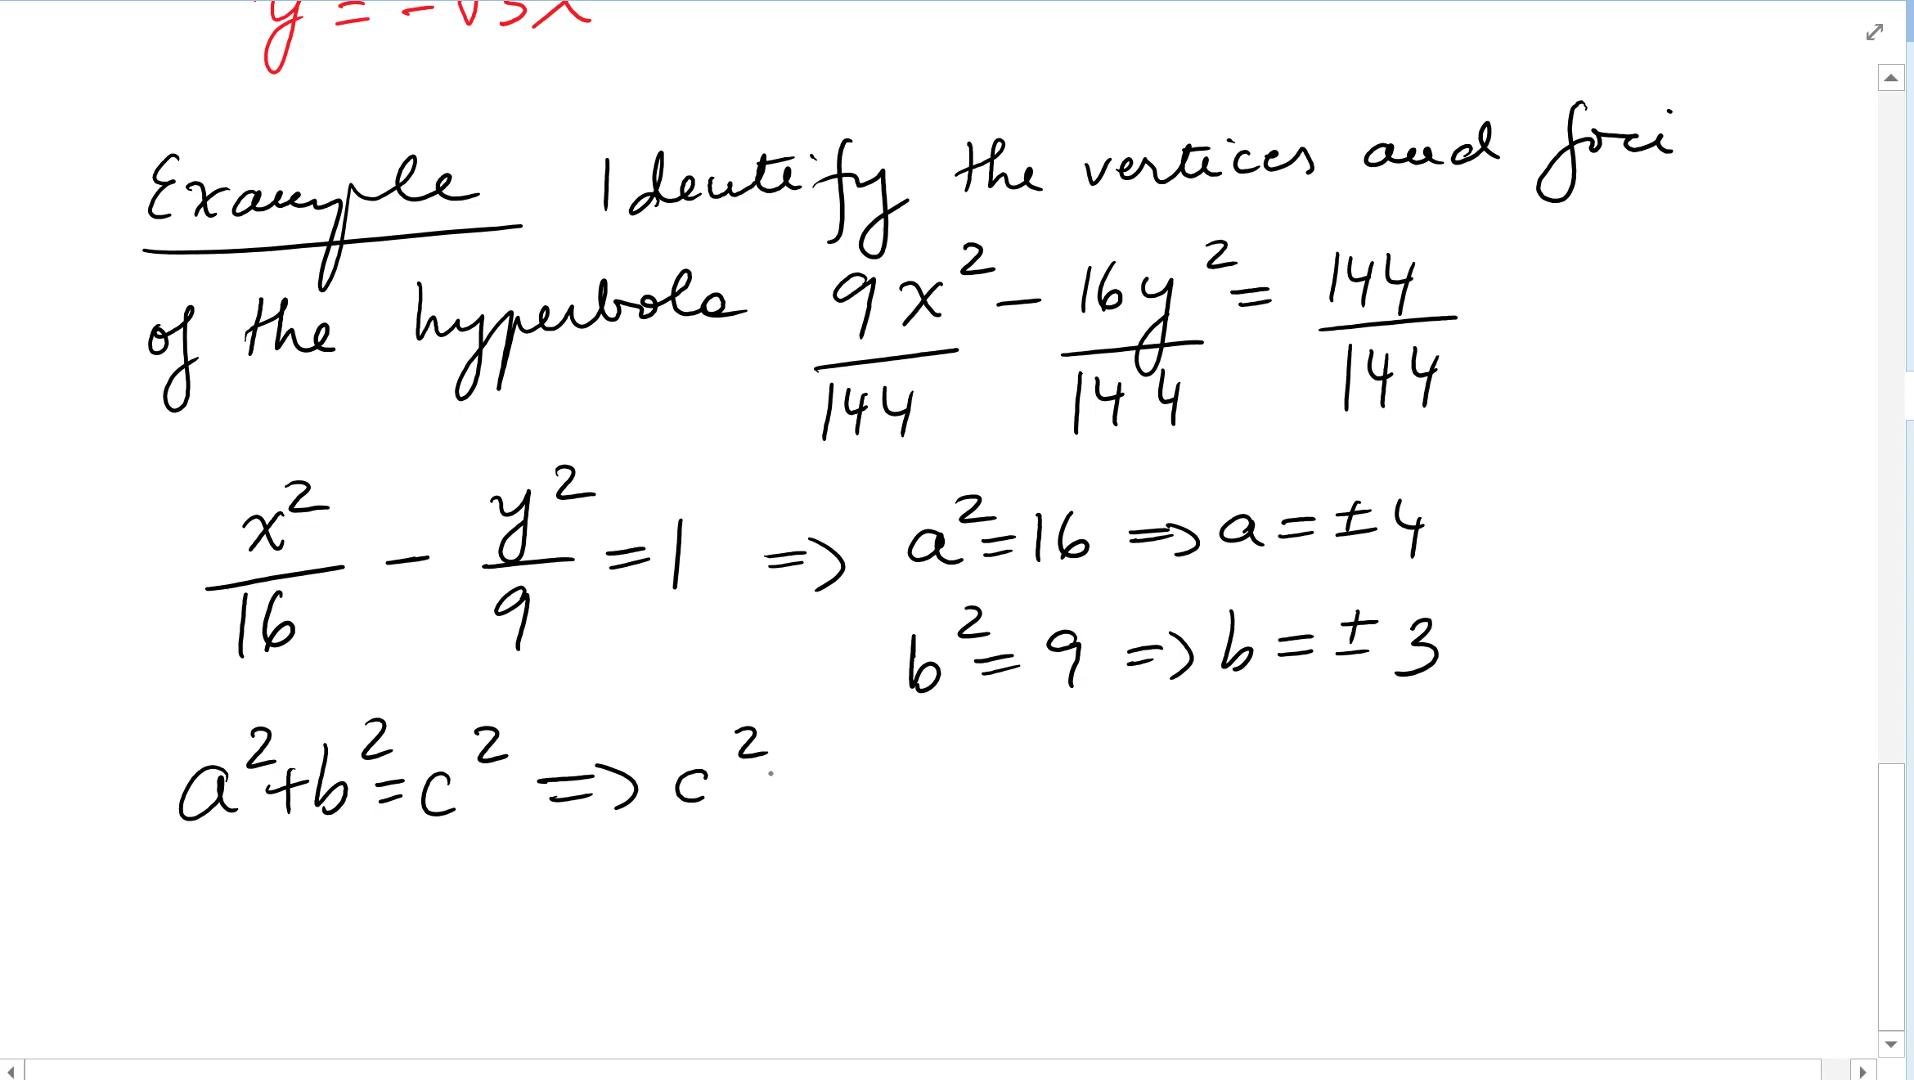 y = -√3x
Example Identify the vertices and foci
of the hyperbola 9x²/144 - 16y²/144 = 144/144
x²/16 - y²/9 = 1 => a² = 16 => a = ± 4
b² = 9 => b = ± 3
a² + b² = c² => c²